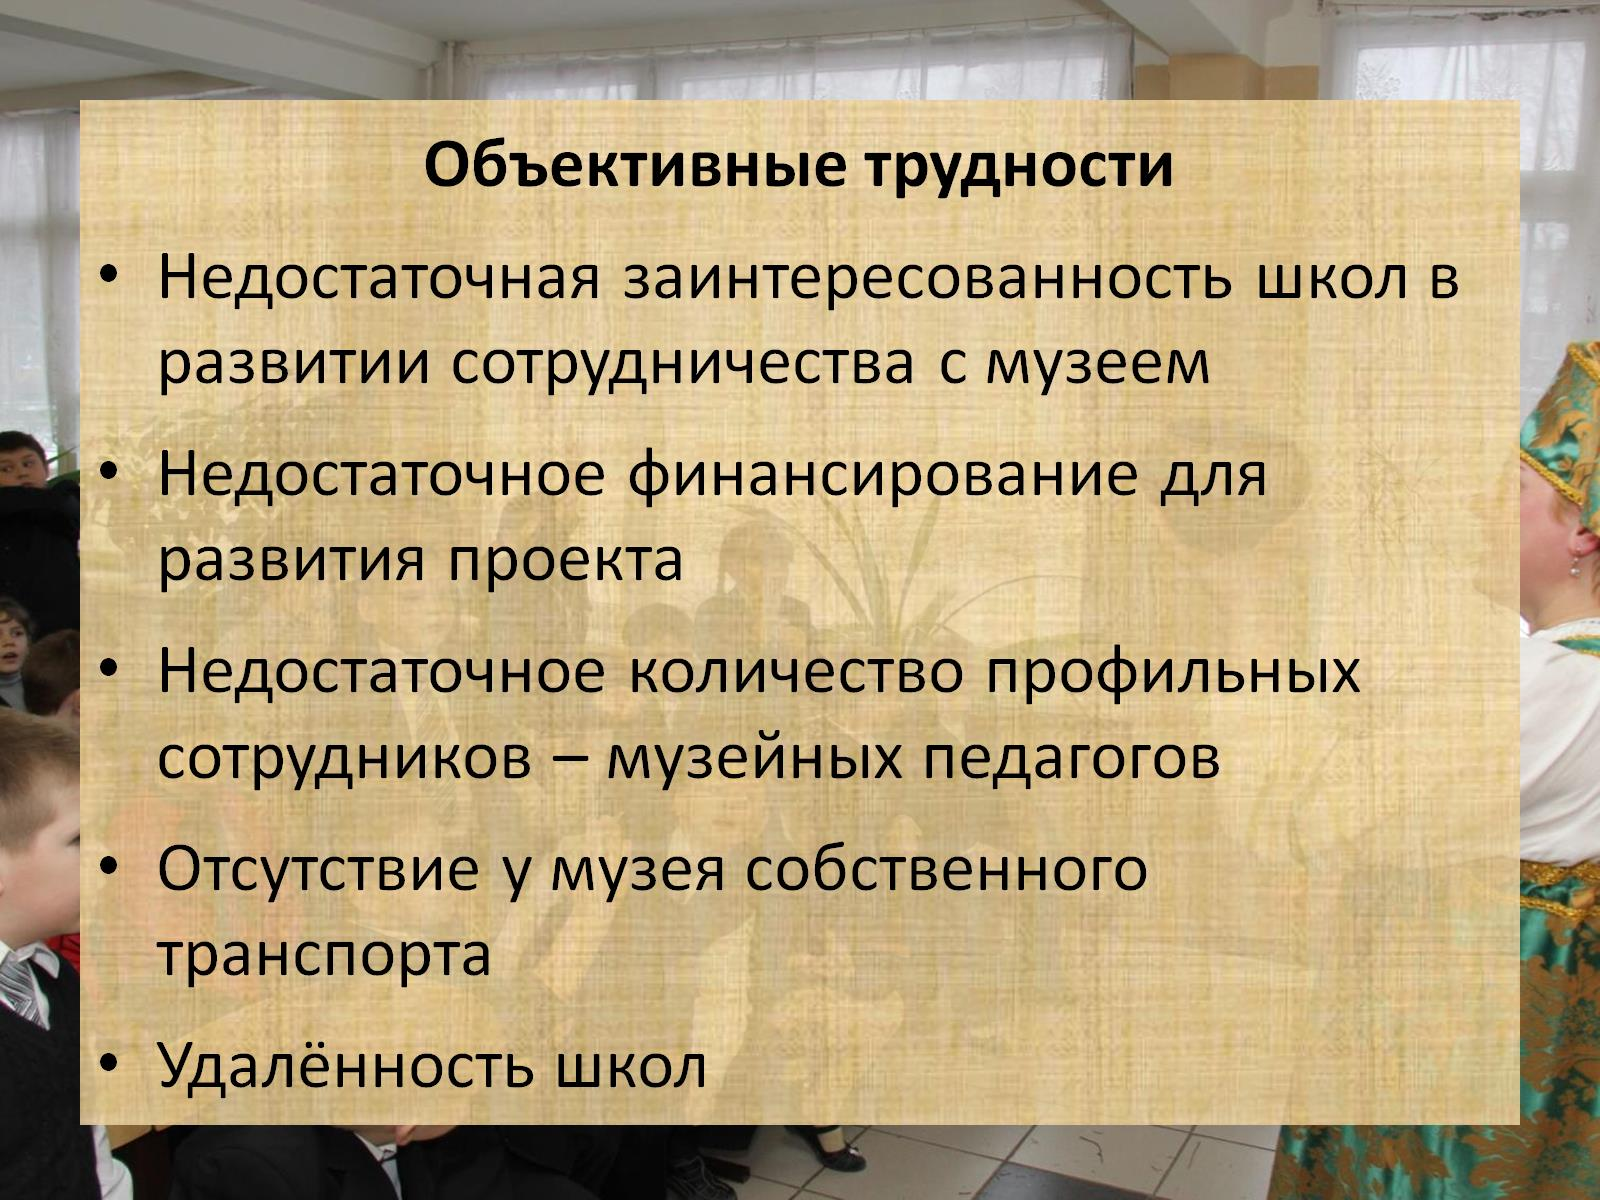 Объективные трудности
• Недостаточная заинтересованность школ в
развитии сотрудничества с музеем
• Недостаточное финансирование для
развития проекта
• Недостаточное количество профильных
сотрудников – музейных педагогов
• Отсутствие у музея собственного
транспорта
• Удалённость школ